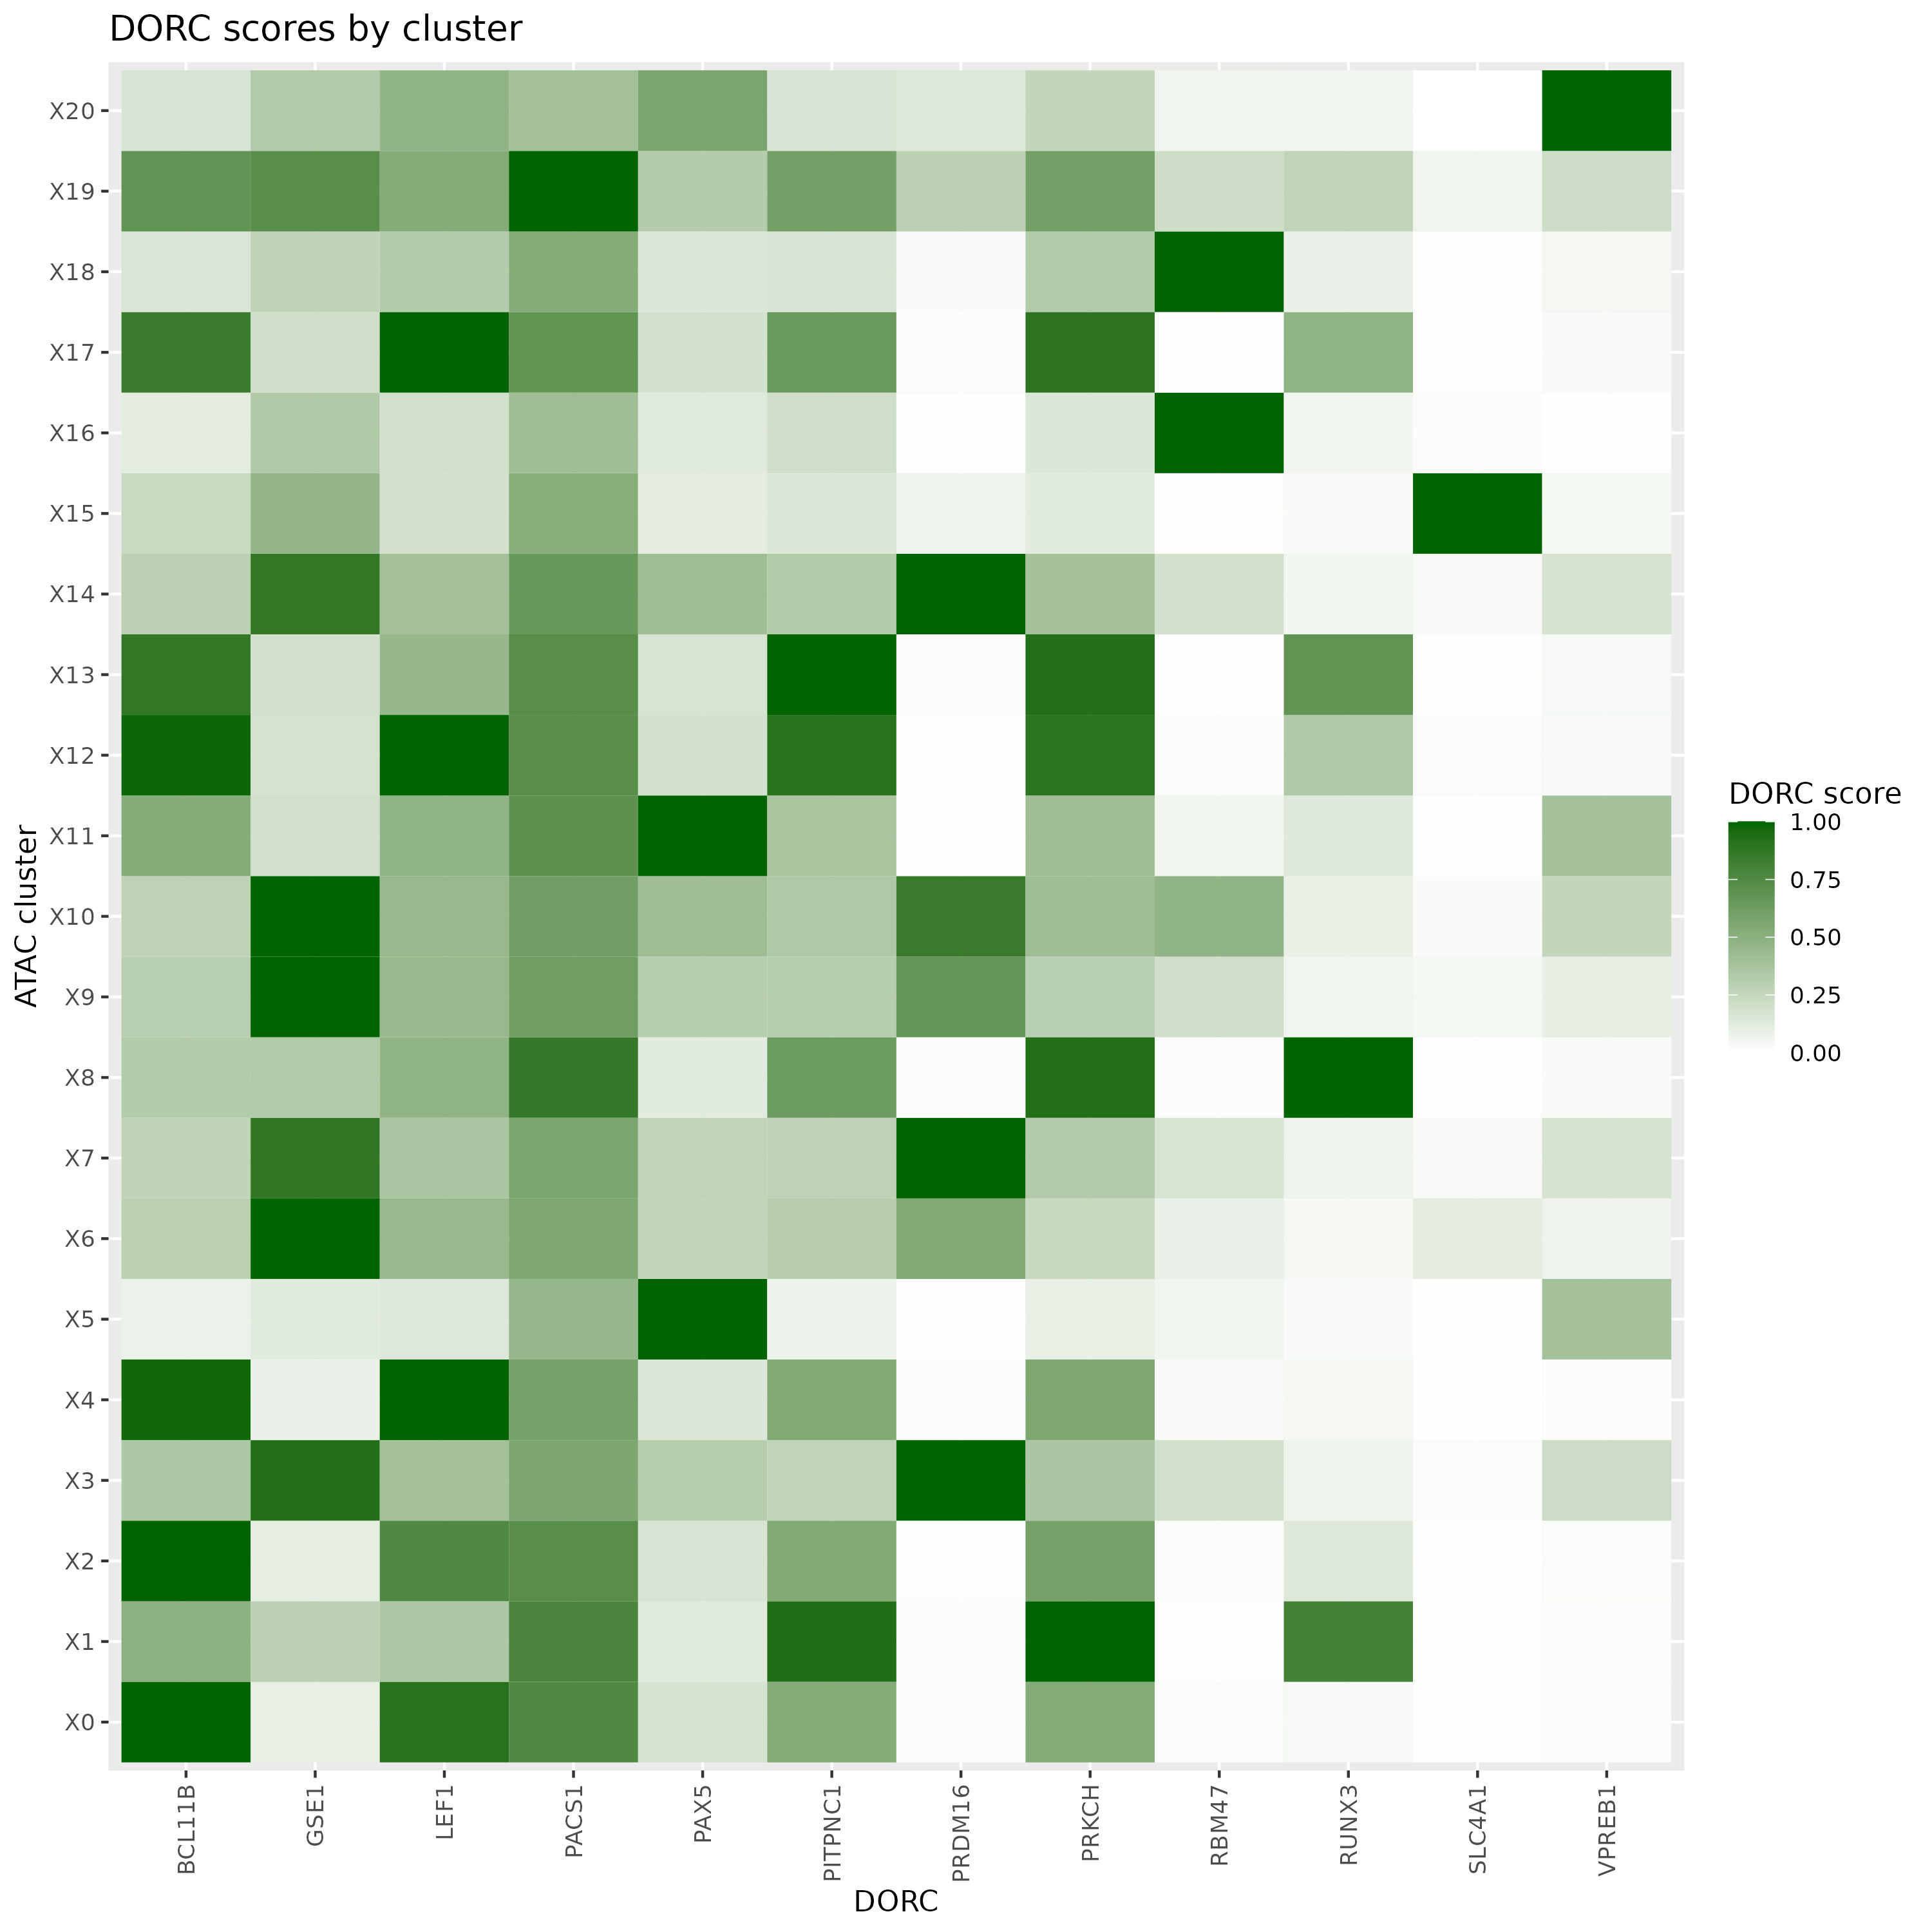 DORC scores by cluster
X20
X19
X18
X17
X16
X15
X14
X13
X12
X11
X10
X9
X8
X7
X6
X5
X4
X3
X2
X1
X0
ATAC cluster
BCL11B
GSE1
LEF1
PACS1
PAX5
PITPNC1
PRDM16
PRKCH
RBM47
RUNX3
SLC4A1
VPREB1
DORC
DORC score
1.00
0.75
0.50
0.25
0.00